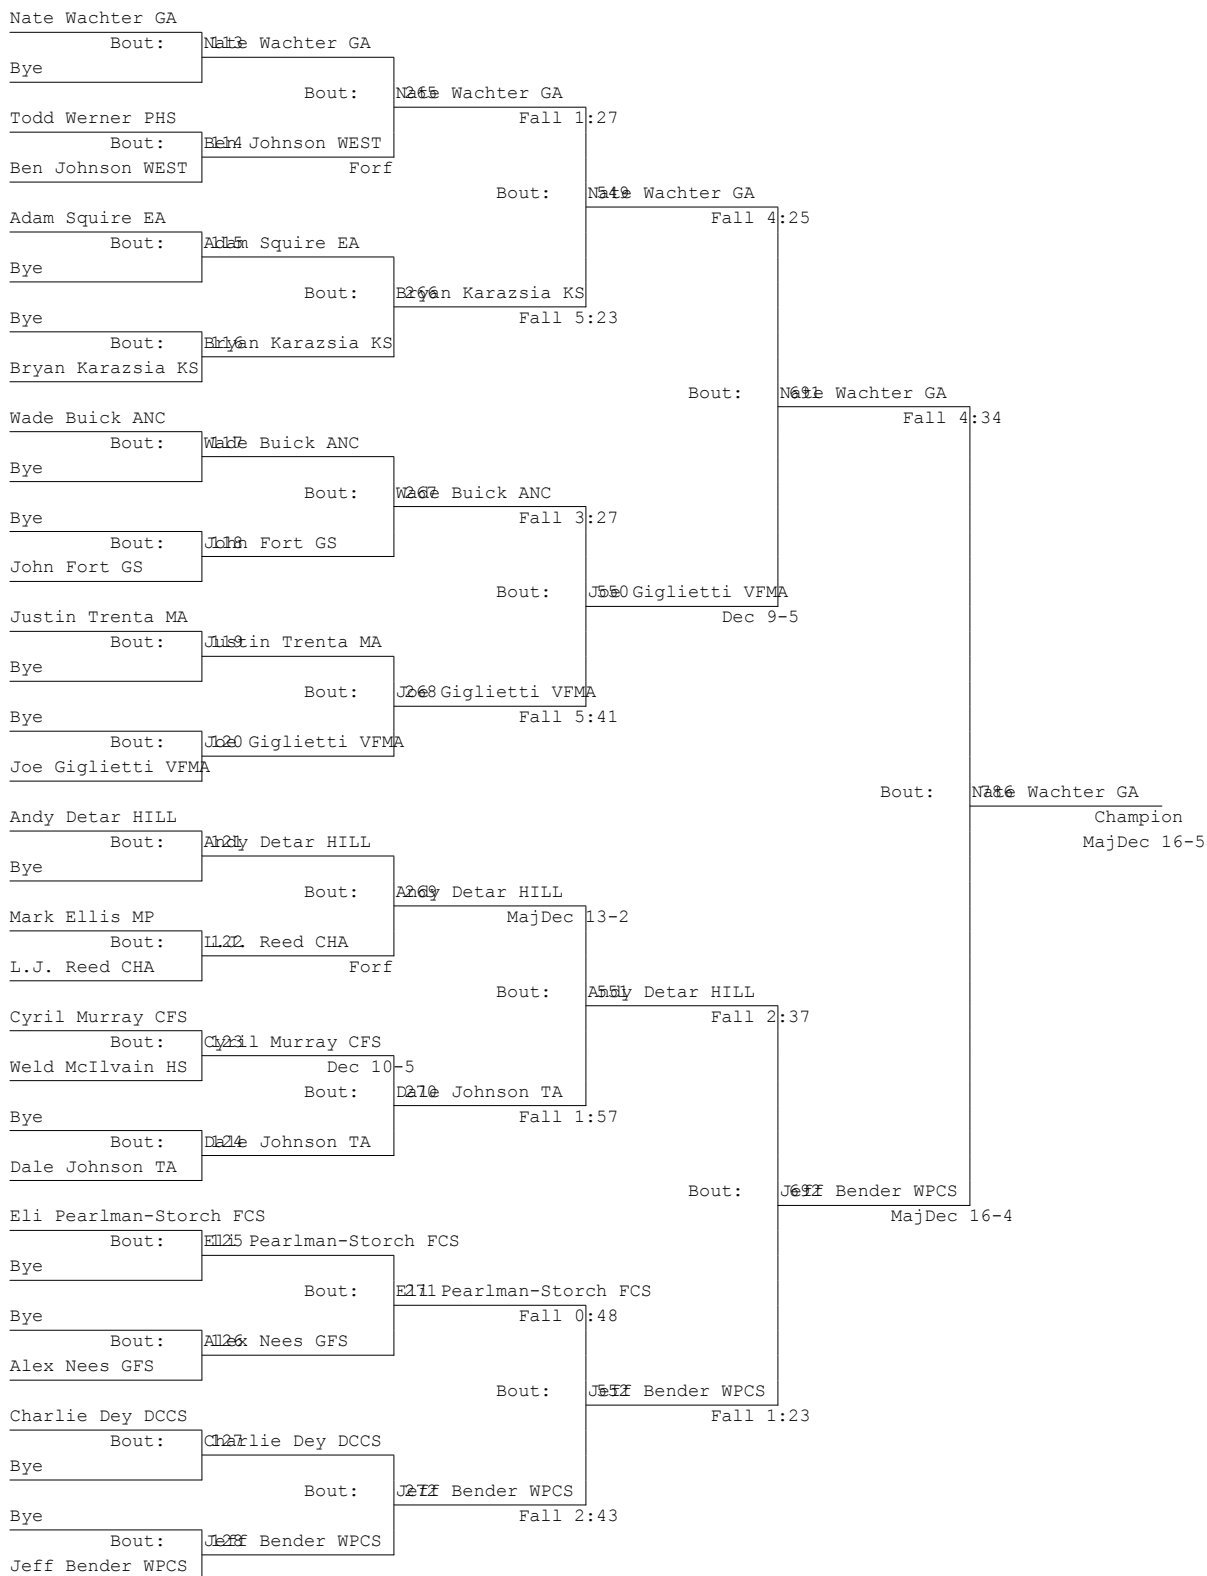 Nate Wachter GA
Bout: 113 Nate Wachter GA
Bye
Bout: 265 Nate Wachter GA
Todd Werner PHS Fall 1:27
Bout: 114 Ben Johnson WEST
Ben Johnson WEST Forf
Bout: 549 Nate Wachter GA
Adam Squire EA Fall 4:25
Bout: 115 Adam Squire EA
Bye
Bout: 266 Bryan Karazsia KS
Bye Fall 5:23
Bout: 116 Bryan Karazsia KS
Bryan Karazsia KS
Bout: 691 Nate Wachter GA
Wade Buick ANC Fall 4:34
Bout: 117 Wade Buick ANC
Bye
Bout: 267 Wade Buick ANC
Bye Fall 3:27
Bout: 118 John Fort GS
John Fort GS
Bout: 550 Joe Giglietti VFMA
Justin Trenta MA Dec 9-5
Bout: 119 Justin Trenta MA
Bye
Bout: 268 Joe Giglietti VFMA
Bye Fall 5:41
Bout: 120 Joe Giglietti VFMA
Joe Giglietti VFMA
Bout: 786 Nate Wachter GA
Andy Detar HILL Champion
Bout: 121 Andy Detar HILL MajDec 16-5
Bye
Bout: 269 Andy Detar HILL
Mark Ellis MP MajDec 13-2
Bout: 122 L.J. Reed CHA
L.J. Reed CHA Forf
Bout: 551 Andy Detar HILL
Cyril Murray CFS Fall 2:37
Bout: 123 Cyril Murray CFS
Weld McIlvain HS Dec 10-5
Bout: 270 Dale Johnson TA
Bye Fall 1:57
Bout: 124 Dale Johnson TA
Dale Johnson TA
Bout: 692 Jeff Bender WPCS
Eli Pearlman-Storch FCS MajDec 16-4
Bout: 125 Eli Pearlman-Storch FCS
Bye
Bout: 271 Eli Pearlman-Storch FCS
Bye Fall 0:48
Bout: 126 Alex Nees GFS
Alex Nees GFS
Bout: 552 Jeff Bender WPCS
Charlie Dey DCCS Fall 1:23
Bout: 127 Charlie Dey DCCS
Bye
Bout: 272 Jeff Bender WPCS
Bye Fall 2:43
Bout: 128 Jeff Bender WPCS
Jeff Bender WPCS